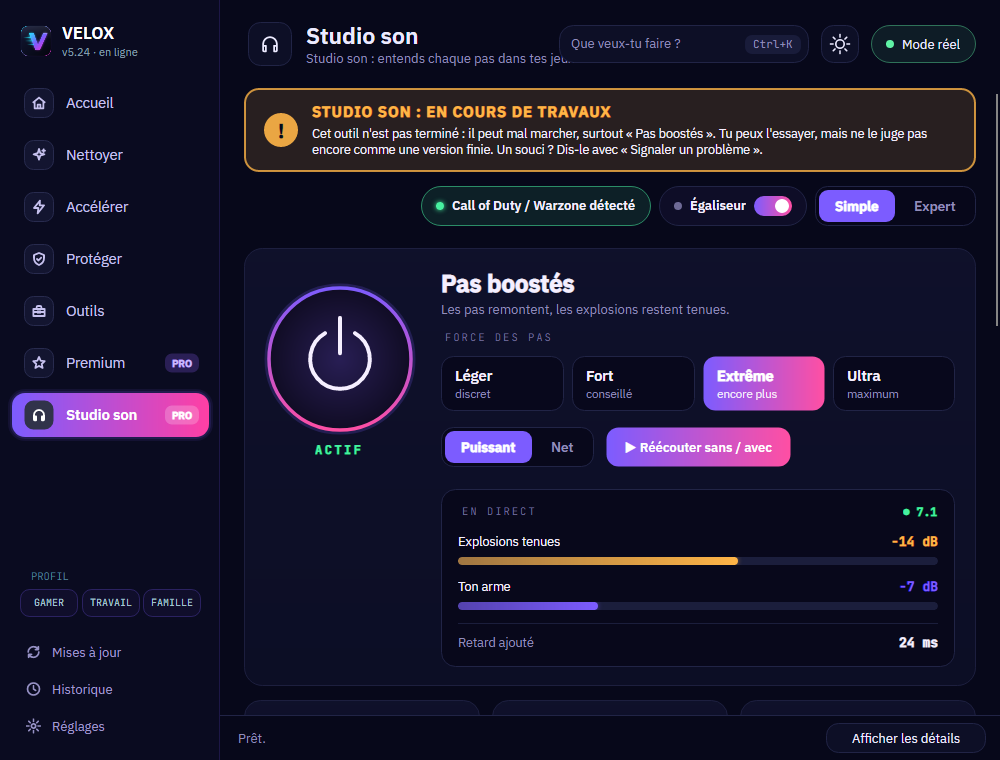 VELOX
v5.24 · en ligne
Accueil
Nettoyer
Accélérer
Protéger
Outils
Premium PRO
Studio son PRO
PROFIL
GAMER TRAVAIL FAMILLE
Mises à jour
Historique
Réglages
Studio son
Studio son : entends chaque pas dans tes
Que veux-tu faire ? Ctrl+K
Mode réel
! STUDIO SON : EN COURS DE TRAVAUX
Cet outil n'est pas terminé : il peut mal marcher, surtout « Pas boostés ». Tu peux l'essayer, mais ne le juge pas
encore comme une version finie. Un souci ? Dis-le avec « Signaler un problème ».
Call of Duty / Warzone détecté Égaliseur Simple Expert
ACTIF
Pas boostés
Les pas remontent, les explosions restent tenues.
FORCE DES PAS
Léger
discret
Fort
conseillé
Extrême
encore plus
Ultra
maximum
Puissant Net ▶ Réécouter sans / avec
EN DIRECT 7.1
Explosions tenues -14 dB
Ton arme -7 dB
Retard ajouté 24 ms
Prêt. Afficher les détails